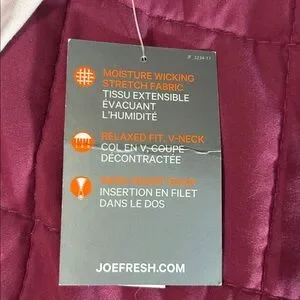 MOISTURE WICKING
STRETCH FABRIC
TISSU EXTENSIBLE
ÉVACUANT
L'HUMIDITÉ
RELAXED FIT, V-NECK
COL EN V, COUPE
DÉCONTRACTÉE
INSERTION EN FILET
DANS LE DOS
JOEFRESH.COM